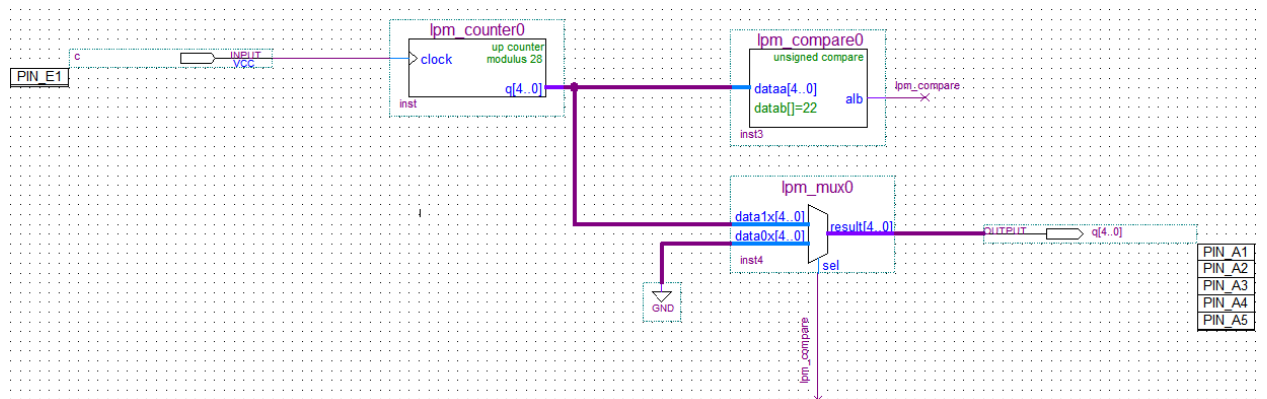 c
INPUT
VCC
PIN_E1
lpm_counter0
up counter
modulus 28
clock
q[4..0]
inst
lpm_compare0
unsigned compare
dataa[4..0]
datab[]=22
alb
inst3
lpm_compare
lpm_mux0
data1x[4..0]
data0x[4..0]
result[4..0]
inst4
sel
GND
lpm_compare
OUTPUT
q[4..0]
PIN_A1
PIN_A2
PIN_A3
PIN_A4
PIN_A5